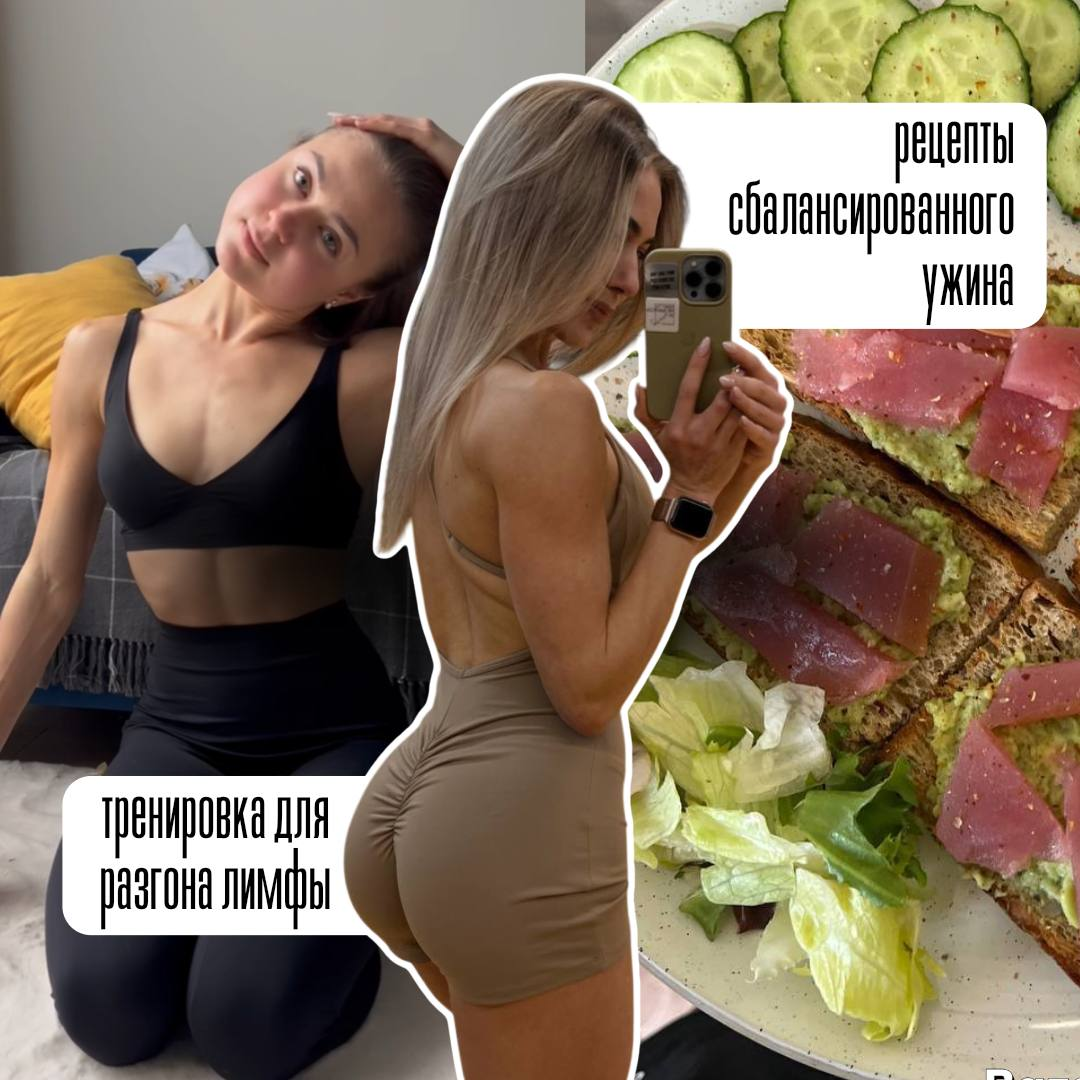 рецепты
сбалансированного
ужина
тренировка для
разгона лимфы